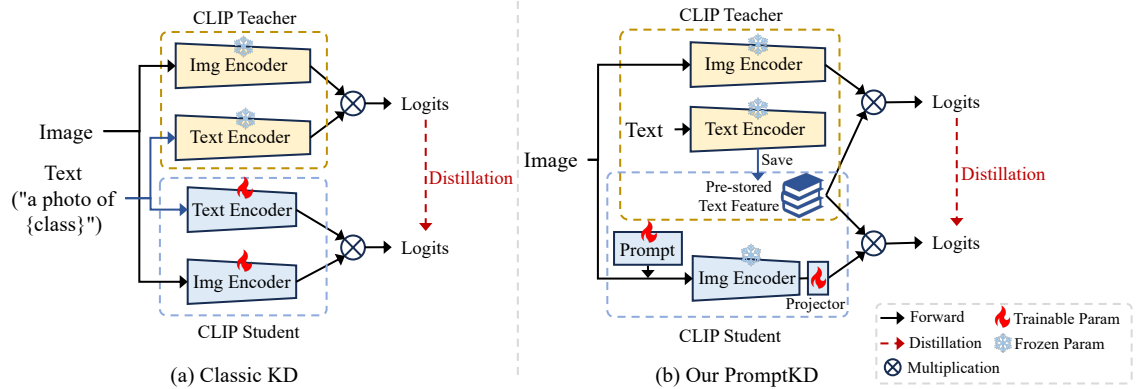 CLIP Teacher
Img Encoder
Text Encoder
Logits
Image
Text
("a photo of
{class}")
Distillation
Text Encoder
Img Encoder
Logits
CLIP Student
(a) Classic KD
CLIP Teacher
Img Encoder
Text
Text Encoder
Logits
Save
Image
Pre-stored
Text Feature
Distillation
Prompt
Img Encoder
Projector
Logits
CLIP Student
(b) Our PromptKD
Forward
Trainable Param
Distillation
Frozen Param
Multiplication